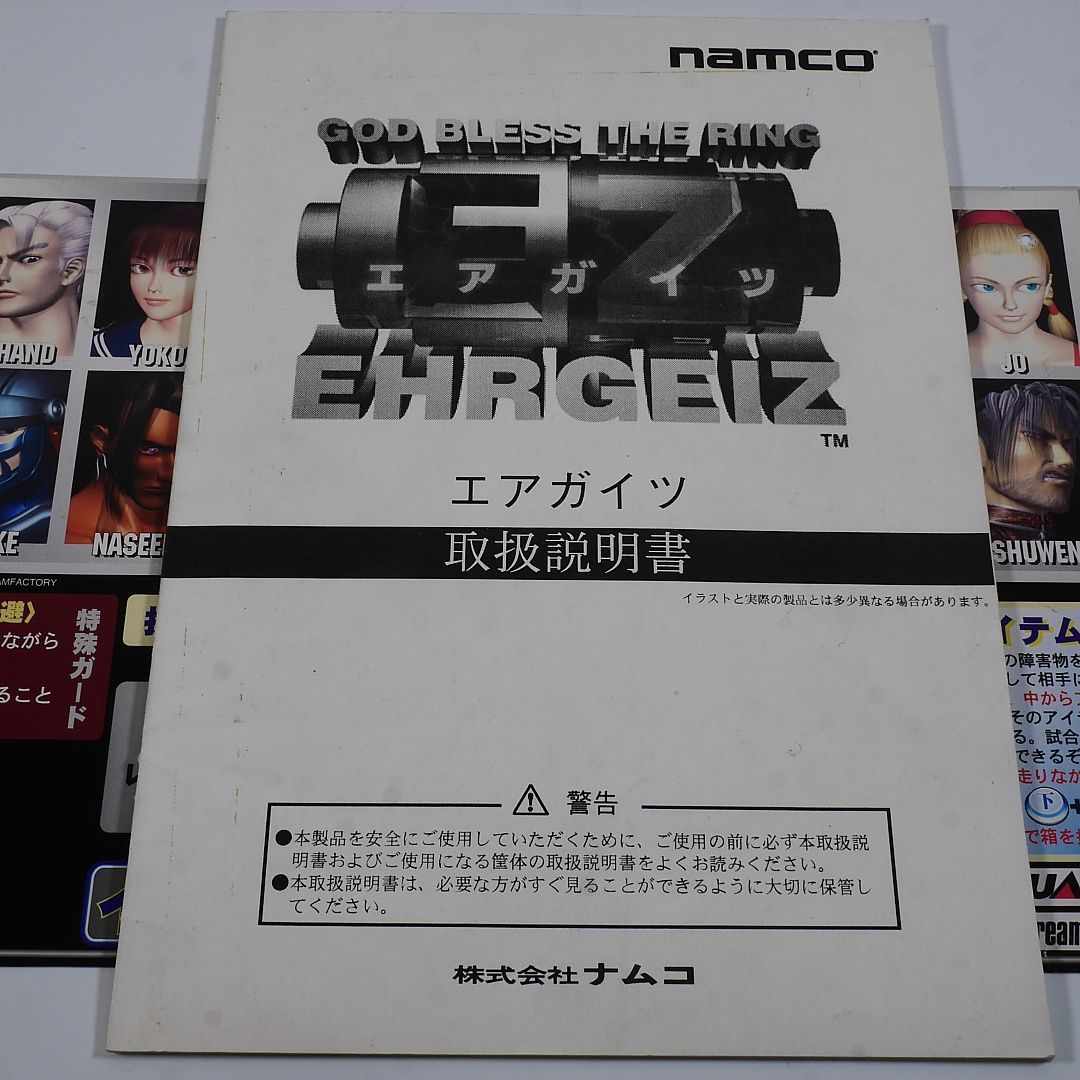 namco
GOD BLESS THE RING
EZ
エアガイツ
EHRGEIZ
TM
エアガイツ
取扱説明書
イラストと実際の製品とは多少異なる場合があります。
警告
●本製品を安全にご使用していただくために、ご使用の前に必ず本取扱説
明書およびご使用になる筐体の取扱説明書をよくお読みください。
●本取扱説明書は、必要な方がすぐ見ることができるように大切に保管し
てください。
株式会社ナムコ
HAND
YOKO
KE
NASEE
AMFACTORY
避〉
ながら
ること
特殊ガード
JO
SHUWEN
イテム
の障害物を
して相手に
中から
そのアイ
る。試合
できるそ
走りなが
下+
で箱を
UA
ream